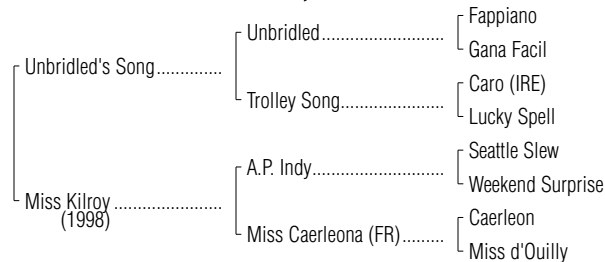 Fappiano
Unbridled
Gana Facil
Unbridled's Song
Caro (IRE)
Trolley Song
Lucky Spell
Seattle Slew
A.P. Indy
Weekend Surprise
Miss Kilroy
(1998)
Caerleon
Miss Caerleona (FR)
Miss d'Ouilly